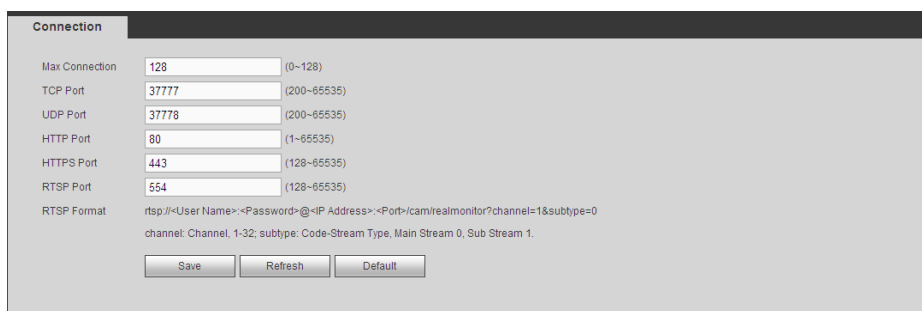 Connection
Max Connection 128 (0~128)
TCP Port 37777 (200~65535)
UDP Port 37778 (200~65535)
HTTP Port 80 (1~65535)
HTTPS Port 443 (128~65535)
RTSP Port 554 (128~65535)
RTSP Format rtsp://<User Name>:<Password>@<IP Address>:<Port>/cam/realmonitor?channel=1&subtype=0
channel: Channel, 1-32; subtype: Code-Stream Type, Main Stream 0, Sub Stream 1.
Save Refresh Default